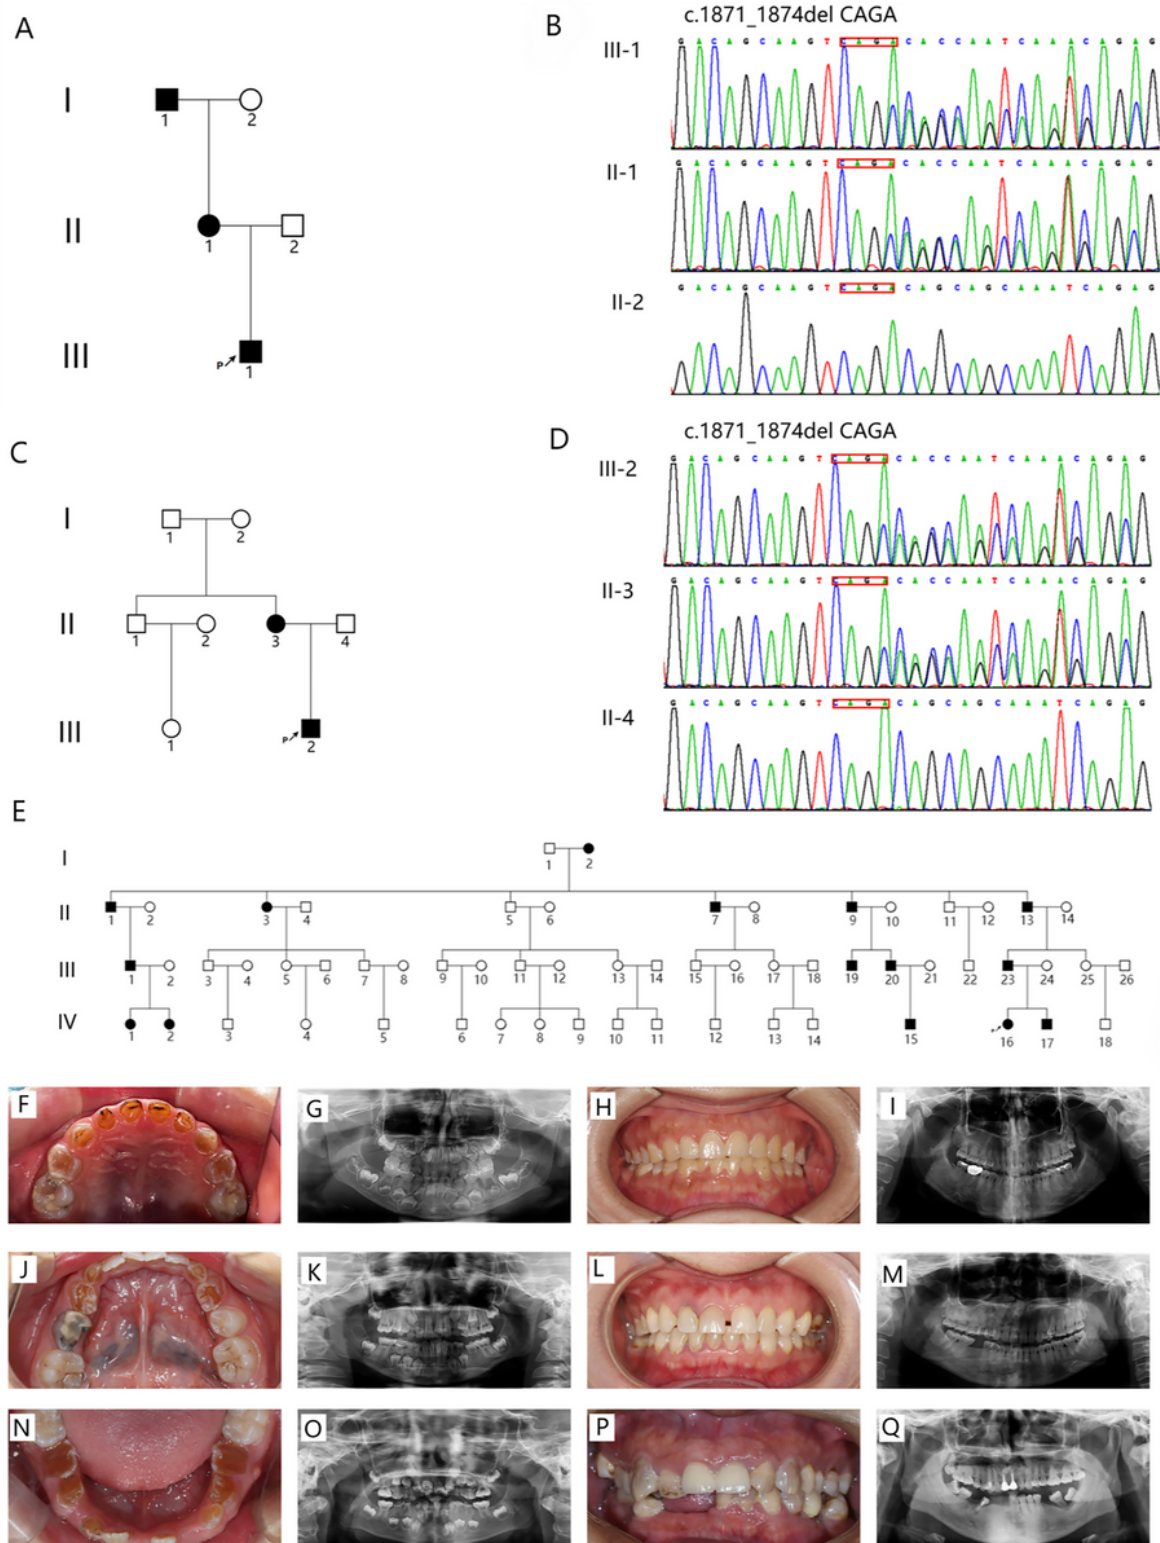 A
I
1
2
II
1
2
III
P
1
B
c.1871_1874del CAGA
III-1
G A C A G C A A G T C A G A C A C C A A T C A A A C A G A G
II-1
G A C A G C A A G T C A G A C A C C A A T C A A A C A G A G
II-2
G A C A G C A A G T C A G A C A G C A G C A A A T C A G A G
C
I
1
2
II
1
2
3
4
III
1
P
2
D
c.1871_1874del CAGA
III-2
G A C A G C A A G T C A G A C A C C A A T C A A A C A G A G
II-3
G A C A G C A A G T C A G A C A C C A A T C A A A C A G A G
II-4
G A C A G C A A G T C A G A C A G C A G C A A A T C A G A G
E
I
1 2
II
1 2 3 4 5 6 7 8 9 10 11 12 13 14
III
1 2 3 4 5 6 7 8 9 10 11 12 13 14 15 16 17 18 19 20 21 22 23 24 25 26
IV
1 2 3 4 5 6 7 8 9 10 11 12 13 14 15 P 16 17 18
F
G
H
I
J
K
L
M
N
O
P
Q